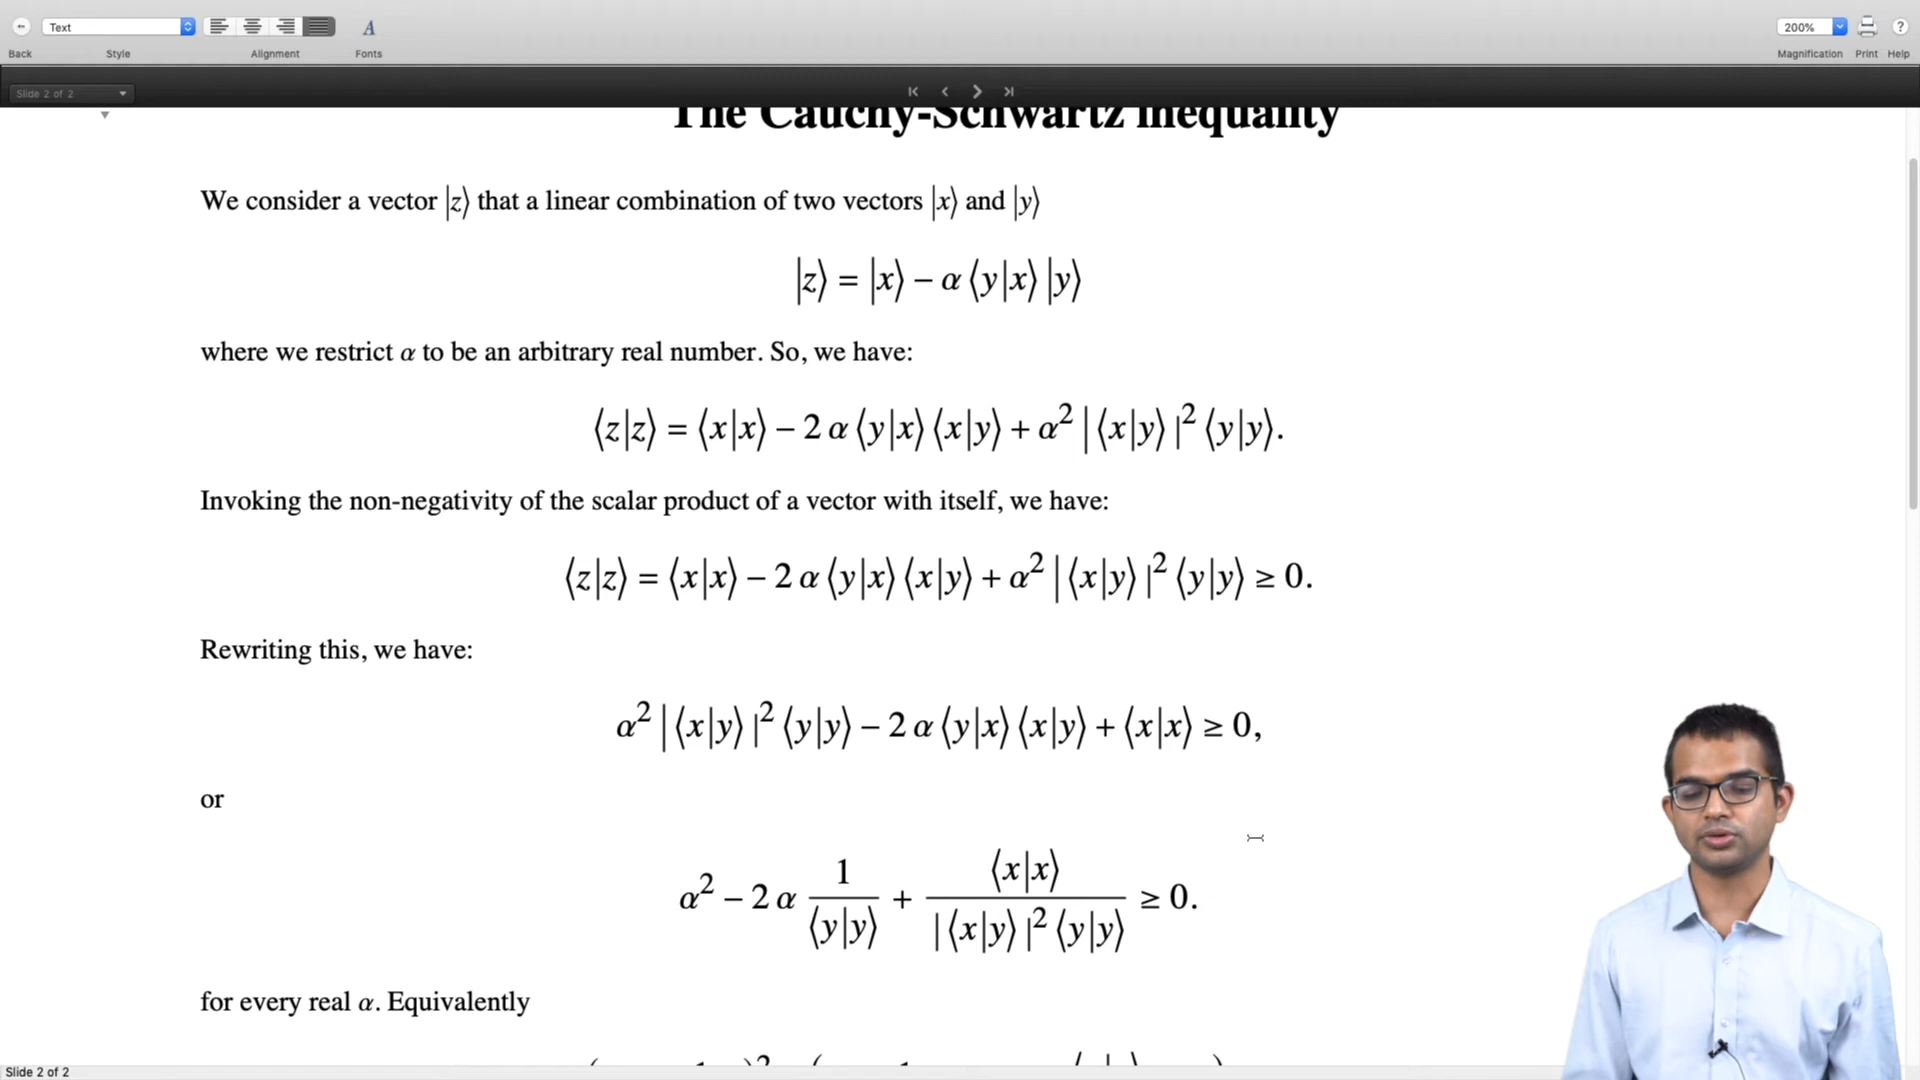 Text
200%
Back Style Alignment Fonts Magnification Print Help
Slide 2 of 2
The Cauchy-Schwartz inequality
We consider a vector |z⟩ that a linear combination of two vectors |x⟩ and |y⟩
|z⟩ = |x⟩ − α ⟨y|x⟩ |y⟩
where we restrict α to be an arbitrary real number. So, we have:
⟨z|z⟩ = ⟨x|x⟩ − 2 α ⟨y|x⟩ ⟨x|y⟩ + α² | ⟨x|y⟩ |² ⟨y|y⟩.
Invoking the non-negativity of the scalar product of a vector with itself, we have:
⟨z|z⟩ = ⟨x|x⟩ − 2 α ⟨y|x⟩ ⟨x|y⟩ + α² | ⟨x|y⟩ |² ⟨y|y⟩ ≥ 0.
Rewriting this, we have:
α² | ⟨x|y⟩ |² ⟨y|y⟩ − 2 α ⟨y|x⟩ ⟨x|y⟩ + ⟨x|x⟩ ≥ 0,
or
α² − 2 α 1/⟨y|y⟩ + ⟨x|x⟩/(| ⟨x|y⟩ |² ⟨y|y⟩) ≥ 0.
for every real α. Equivalently
Slide 2 of 2